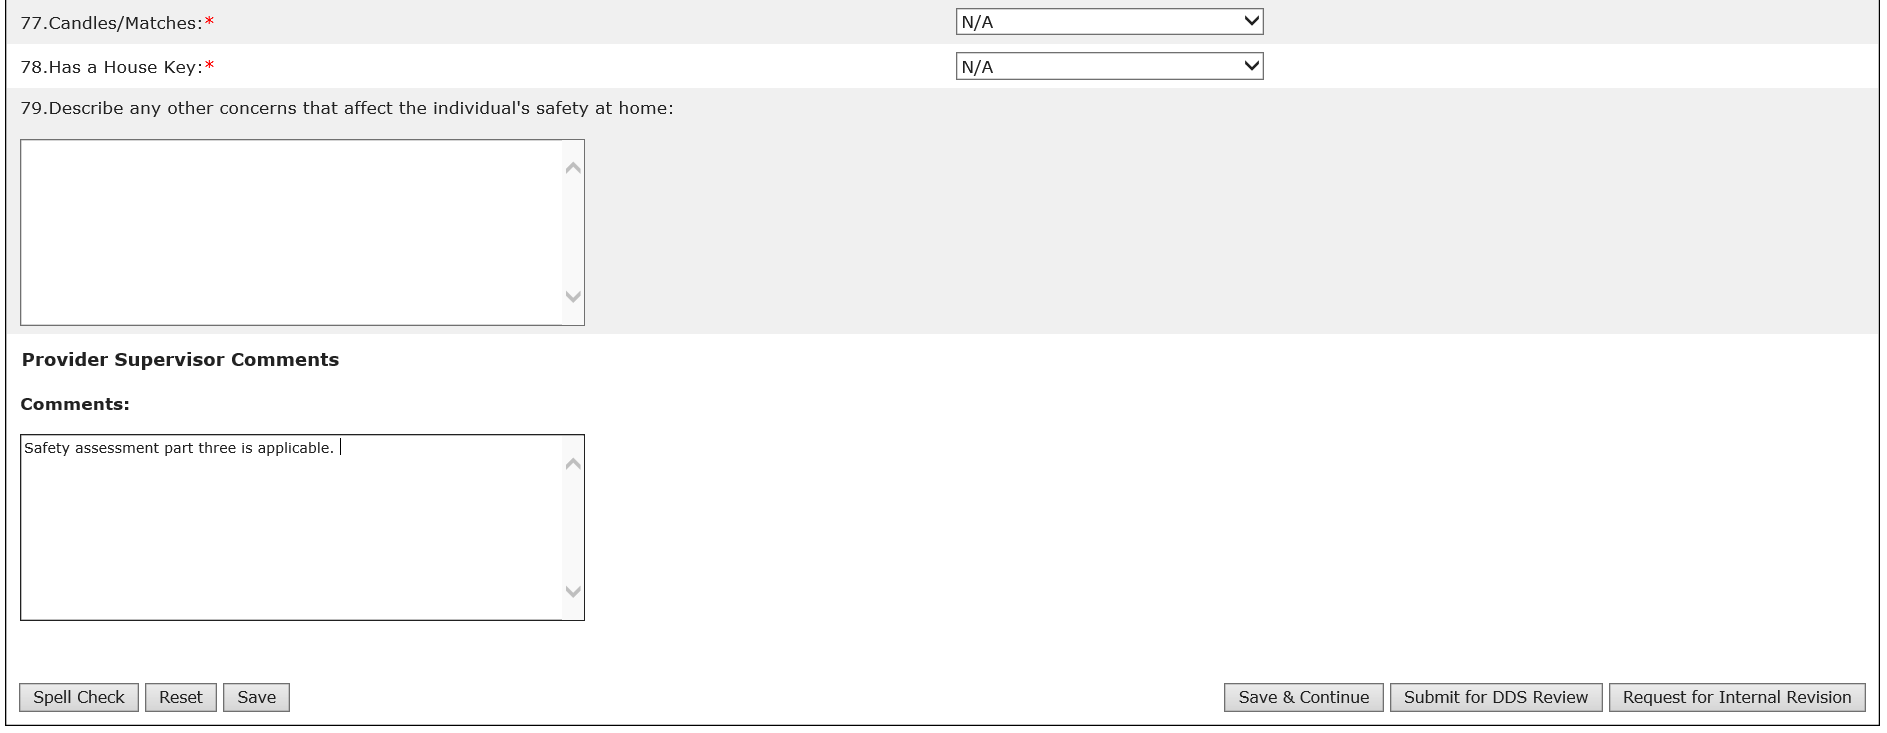 77.Candles/Matches:* N/A
78.Has a House Key:* N/A
79.Describe any other concerns that affect the individual's safety at home:
Provider Supervisor Comments
Comments:
Safety assessment part three is applicable.
Spell Check Reset Save Save & Continue Submit for DDS Review Request for Internal Revision